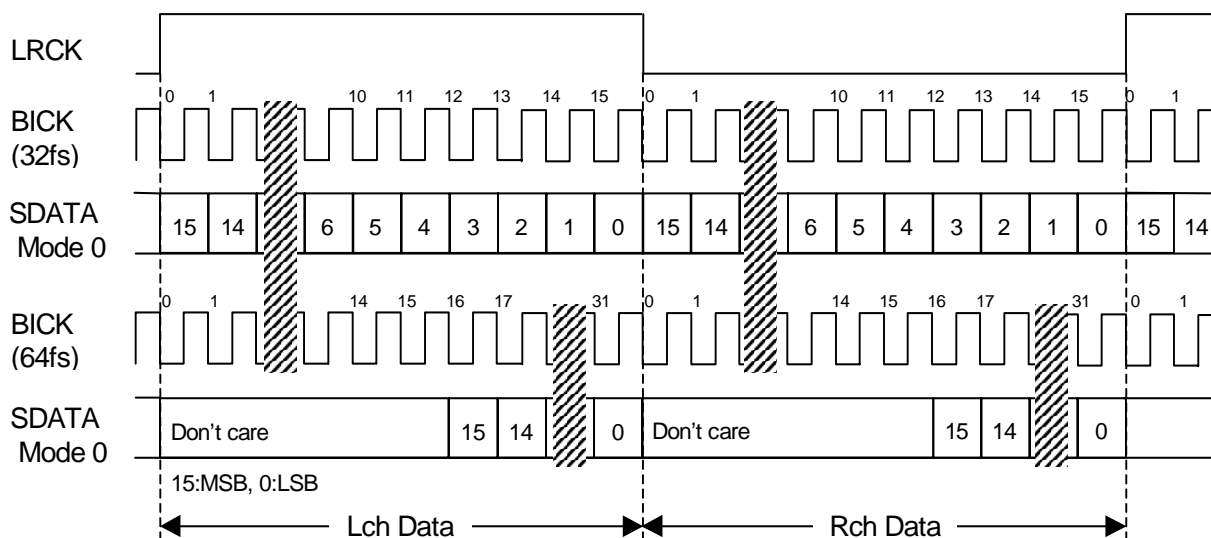 LRCK
0 1 10 11 12 13 14 15 0 1 10 11 12 13 14 15 0 1
BICK
(32fs)
SDATA
Mode 0
15 14 6 5 4 3 2 1 0 15 14 6 5 4 3 2 1 0 15 14
0 1 14 15 16 17 31 0 1 14 15 16 17 31 0 1
BICK
(64fs)
SDATA
Mode 0
Don't care 15 14 0 Don't care 15 14 0
15:MSB, 0:LSB
Lch Data Rch Data